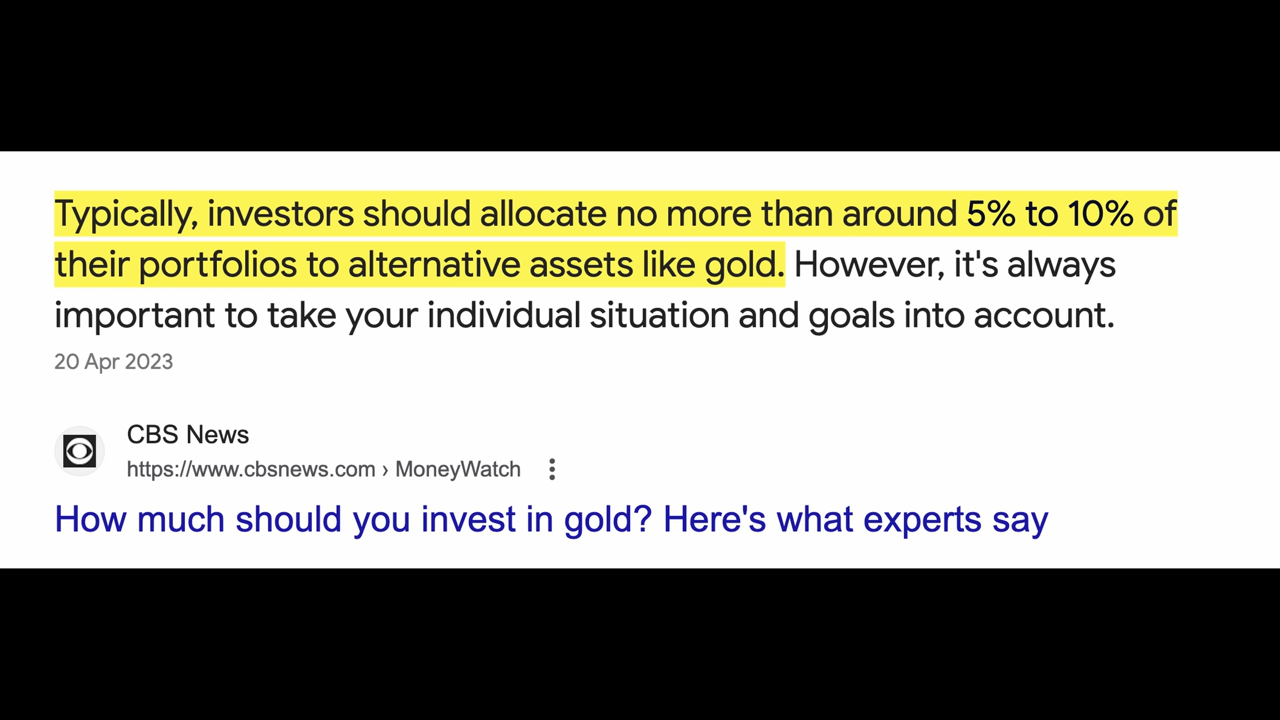 Typically, investors should allocate no more than around 5% to 10% of
their portfolios to alternative assets like gold. However, it's always
important to take your individual situation and goals into account.
20 Apr 2023
CBS News
https://www.cbsnews.com › MoneyWatch
How much should you invest in gold? Here's what experts say